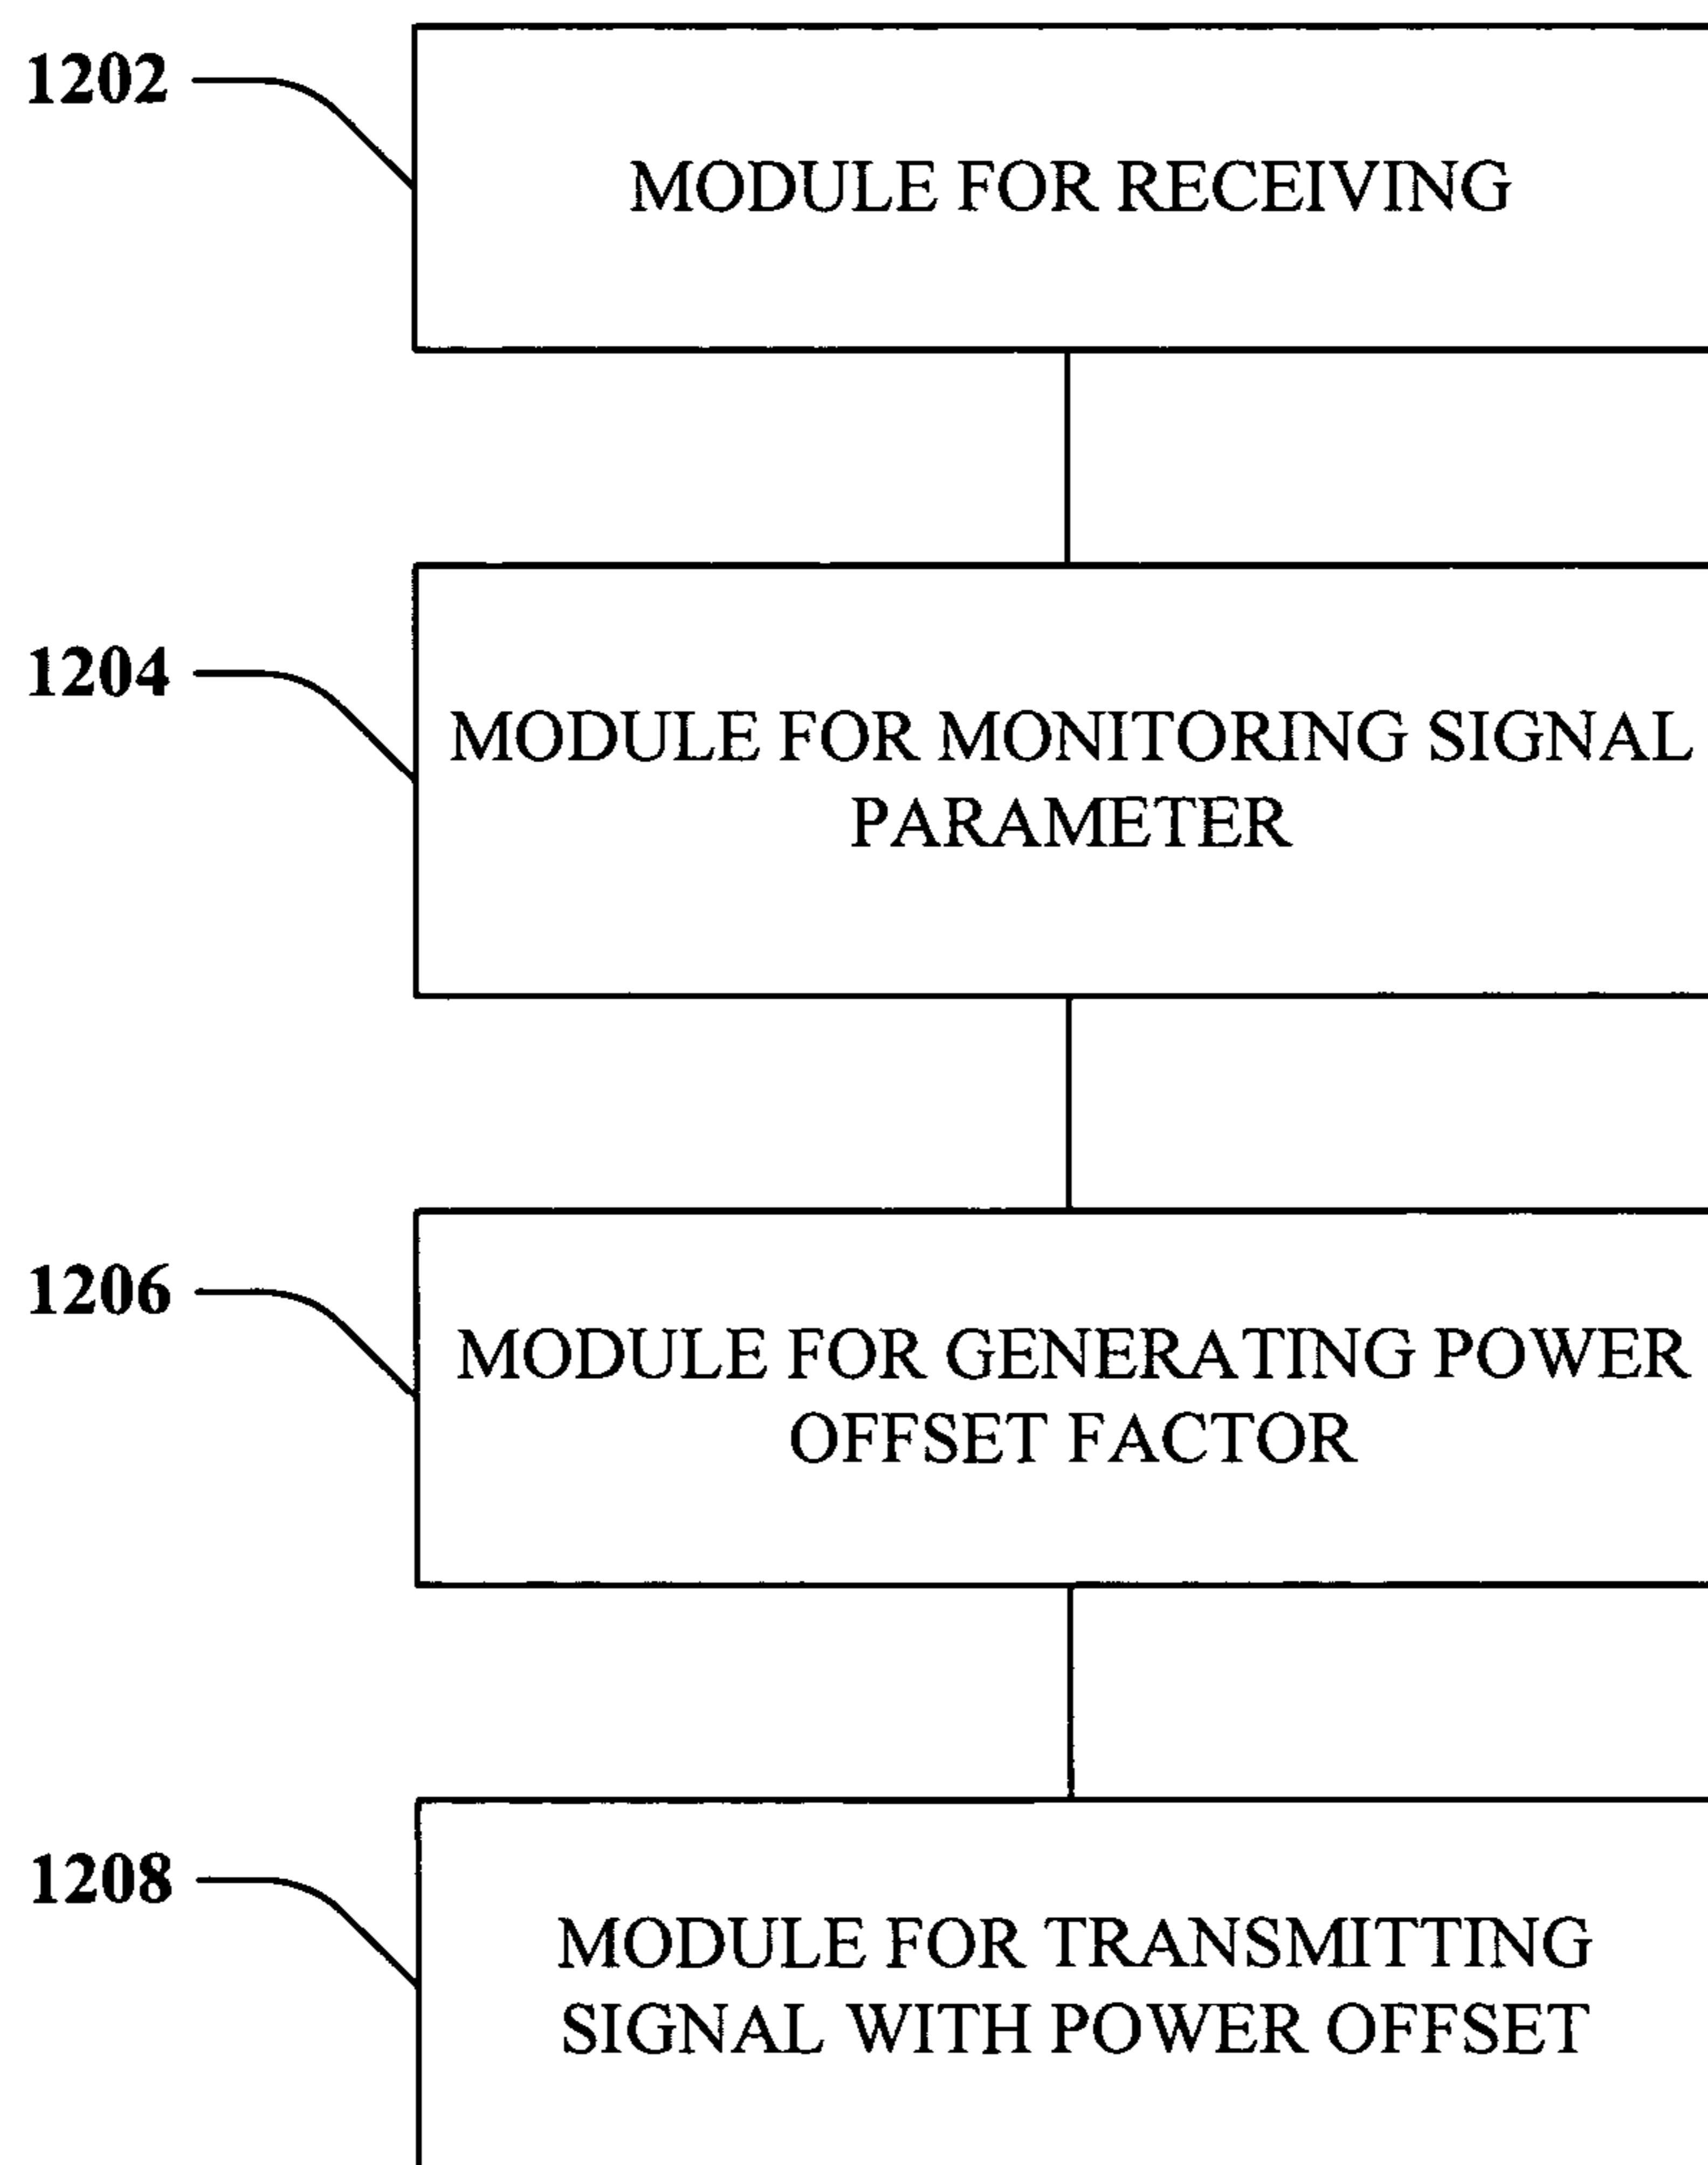 1202
MODULE FOR RECEIVING
1204
MODULE FOR MONITORING SIGNAL
PARAMETER
1206
MODULE FOR GENERATING POWER
OFFSET FACTOR
1208
MODULE FOR TRANSMITTING
SIGNAL WITH POWER OFFSET